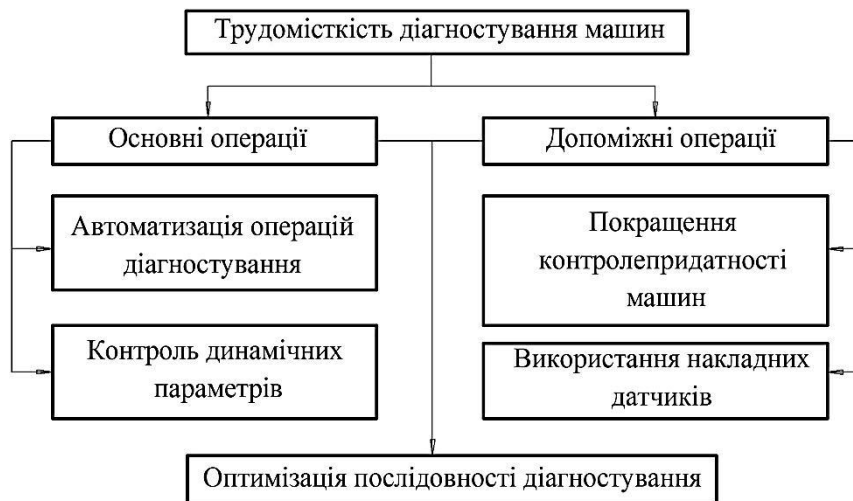 Трудомісткість діагностування машин
Основні операції
Допоміжні операції
Автоматизація операцій
діагностування
Покращення
контролепридатності
машин
Контроль динамічних
параметрів
Використання накладних
датчиків
Оптимізація послідовності діагностування